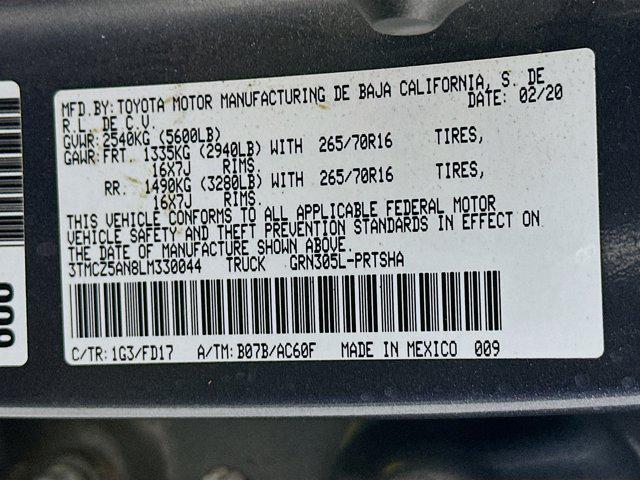 MFD.BY:TOYOTA MOTOR MANUFACTURING DE BAJA CALIFORNIA, S. DE
R.L. DE C.V. DATE: 02/20
GVWR: 2540KG (5600LB)
GAWR: FRT. 1335KG (2940LB) WITH 265/70R16 TIRES,
16X7J RIMS.
RR. 1490KG (3280LB) WITH 265/70R16 TIRES,
16X7J RIMS.
THIS VEHICLE CONFORMS TO ALL APPLICABLE FEDERAL MOTOR
VEHICLE SAFETY AND THEFT PREVENTION STANDARDS IN EFFECT ON
THE DATE OF MANUFACTURE SHOWN ABOVE.
3TMCZ5AN8LM330044 TRUCK GRN305L-PRTSHA
C/TR:1G3/FD17 A/TM:B07B/AC60F MADE IN MEXICO 009